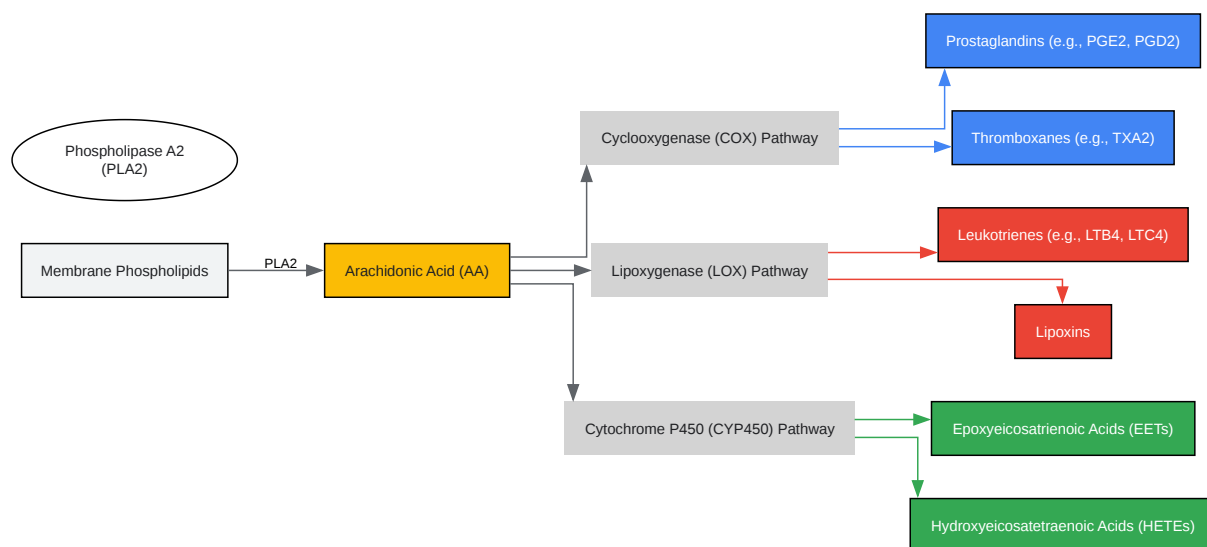 Prostaglandins (e.g., PGE2, PGD2)
Cyclooxygenase (COX) Pathway
Thromboxanes (e.g., TXA2)
Phospholipase A2
(PLA2)
Leukotrienes (e.g., LTB4, LTC4)
Membrane Phospholipids
PLA2
Arachidonic Acid (AA)
Lipoxygenase (LOX) Pathway
Lipoxins
Cytochrome P450 (CYP450) Pathway
Epoxyeicosatrienoic Acids (EETs)
Hydroxyeicosatetraenoic Acids (HETEs)